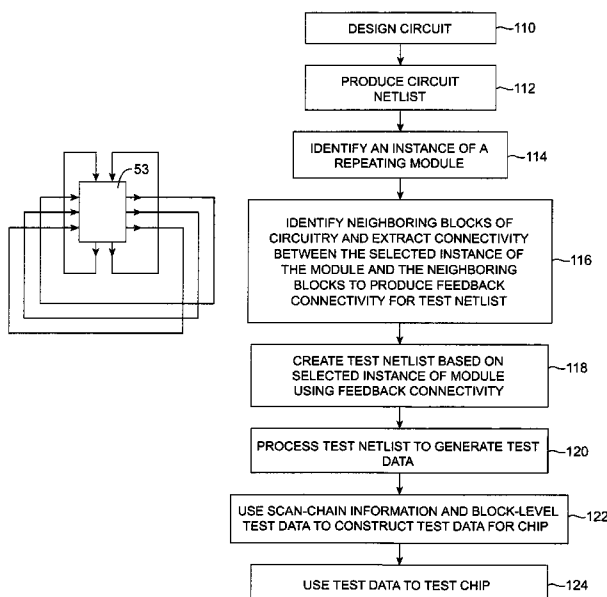 DESIGN CIRCUIT
110
PRODUCE CIRCUIT
NETLIST
112
IDENTIFY AN INSTANCE OF A
REPEATING MODULE
114
53
IDENTIFY NEIGHBORING BLOCKS OF
CIRCUITRY AND EXTRACT CONNECTIVITY
BETWEEN THE SELECTED INSTANCE OF
THE MODULE AND THE NEIGHBORING
BLOCKS TO PRODUCE FEEDBACK
CONNECTIVITY FOR TEST NETLIST
116
CREATE TEST NETLIST BASED ON
SELECTED INSTANCE OF MODULE
USING FEEDBACK CONNECTIVITY
118
PROCESS TEST NETLIST TO GENERATE TEST
DATA
120
USE SCAN-CHAIN INFORMATION AND BLOCK-LEVEL
TEST DATA TO CONSTRUCT TEST DATA FOR CHIP
122
USE TEST DATA TO TEST CHIP
124